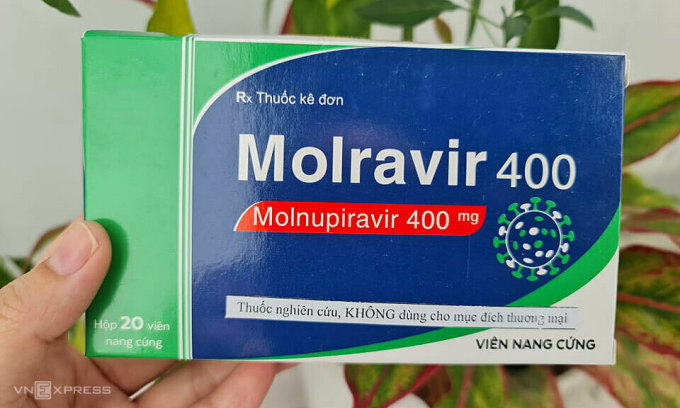 Rx Thuốc kê đơn
Molravir 400
Molnupiravir 400 mg
Thuốc nghiên cứu, KHÔNG dùng cho mục đích thương mại
Hộp 20 viên
nang cứng
VIÊN NANG CỨNG
VNEXPRESS